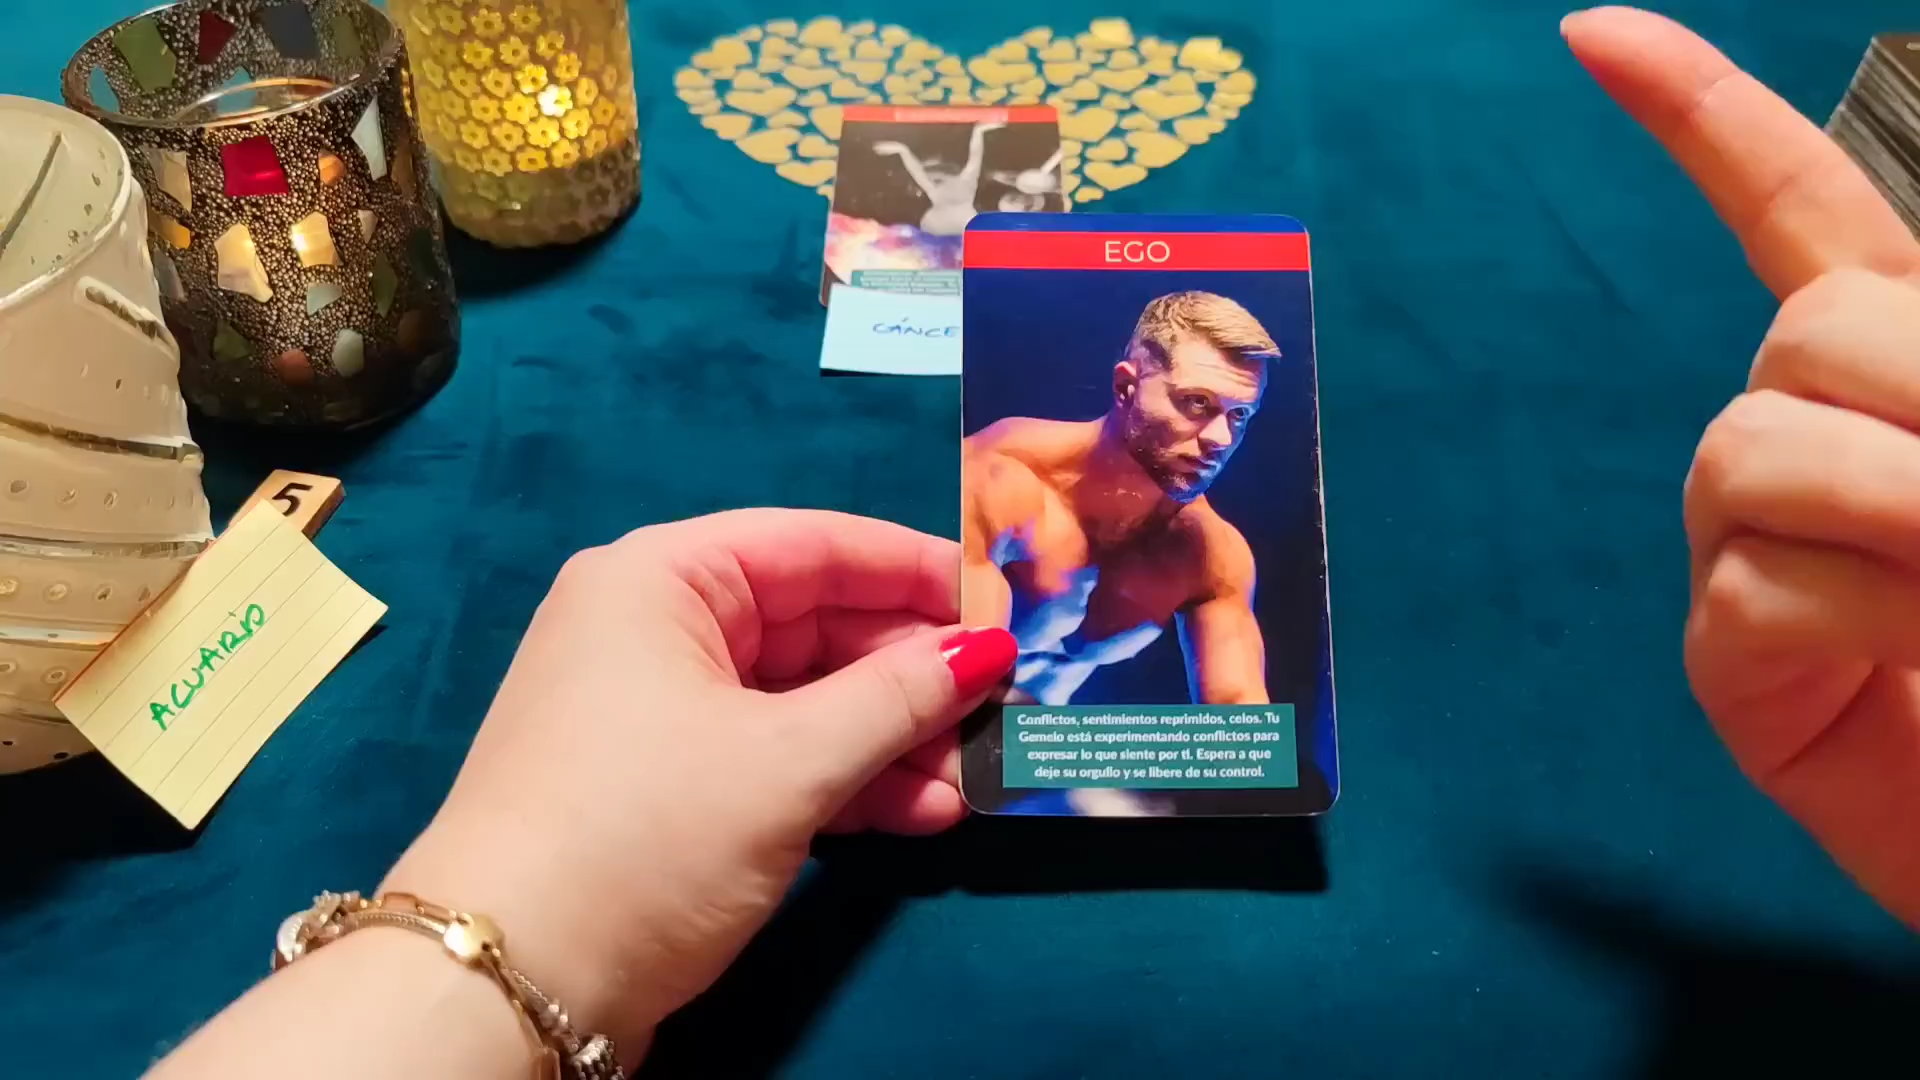 CÁNCE
EGO
5
ACUARIO
Conflictos, sentimientos reprimidos, celos. Tu
Gemelo está experimentando conflictos para
expresar lo que siente por ti. Espera a que
deje su orgullo y se libere de su control.